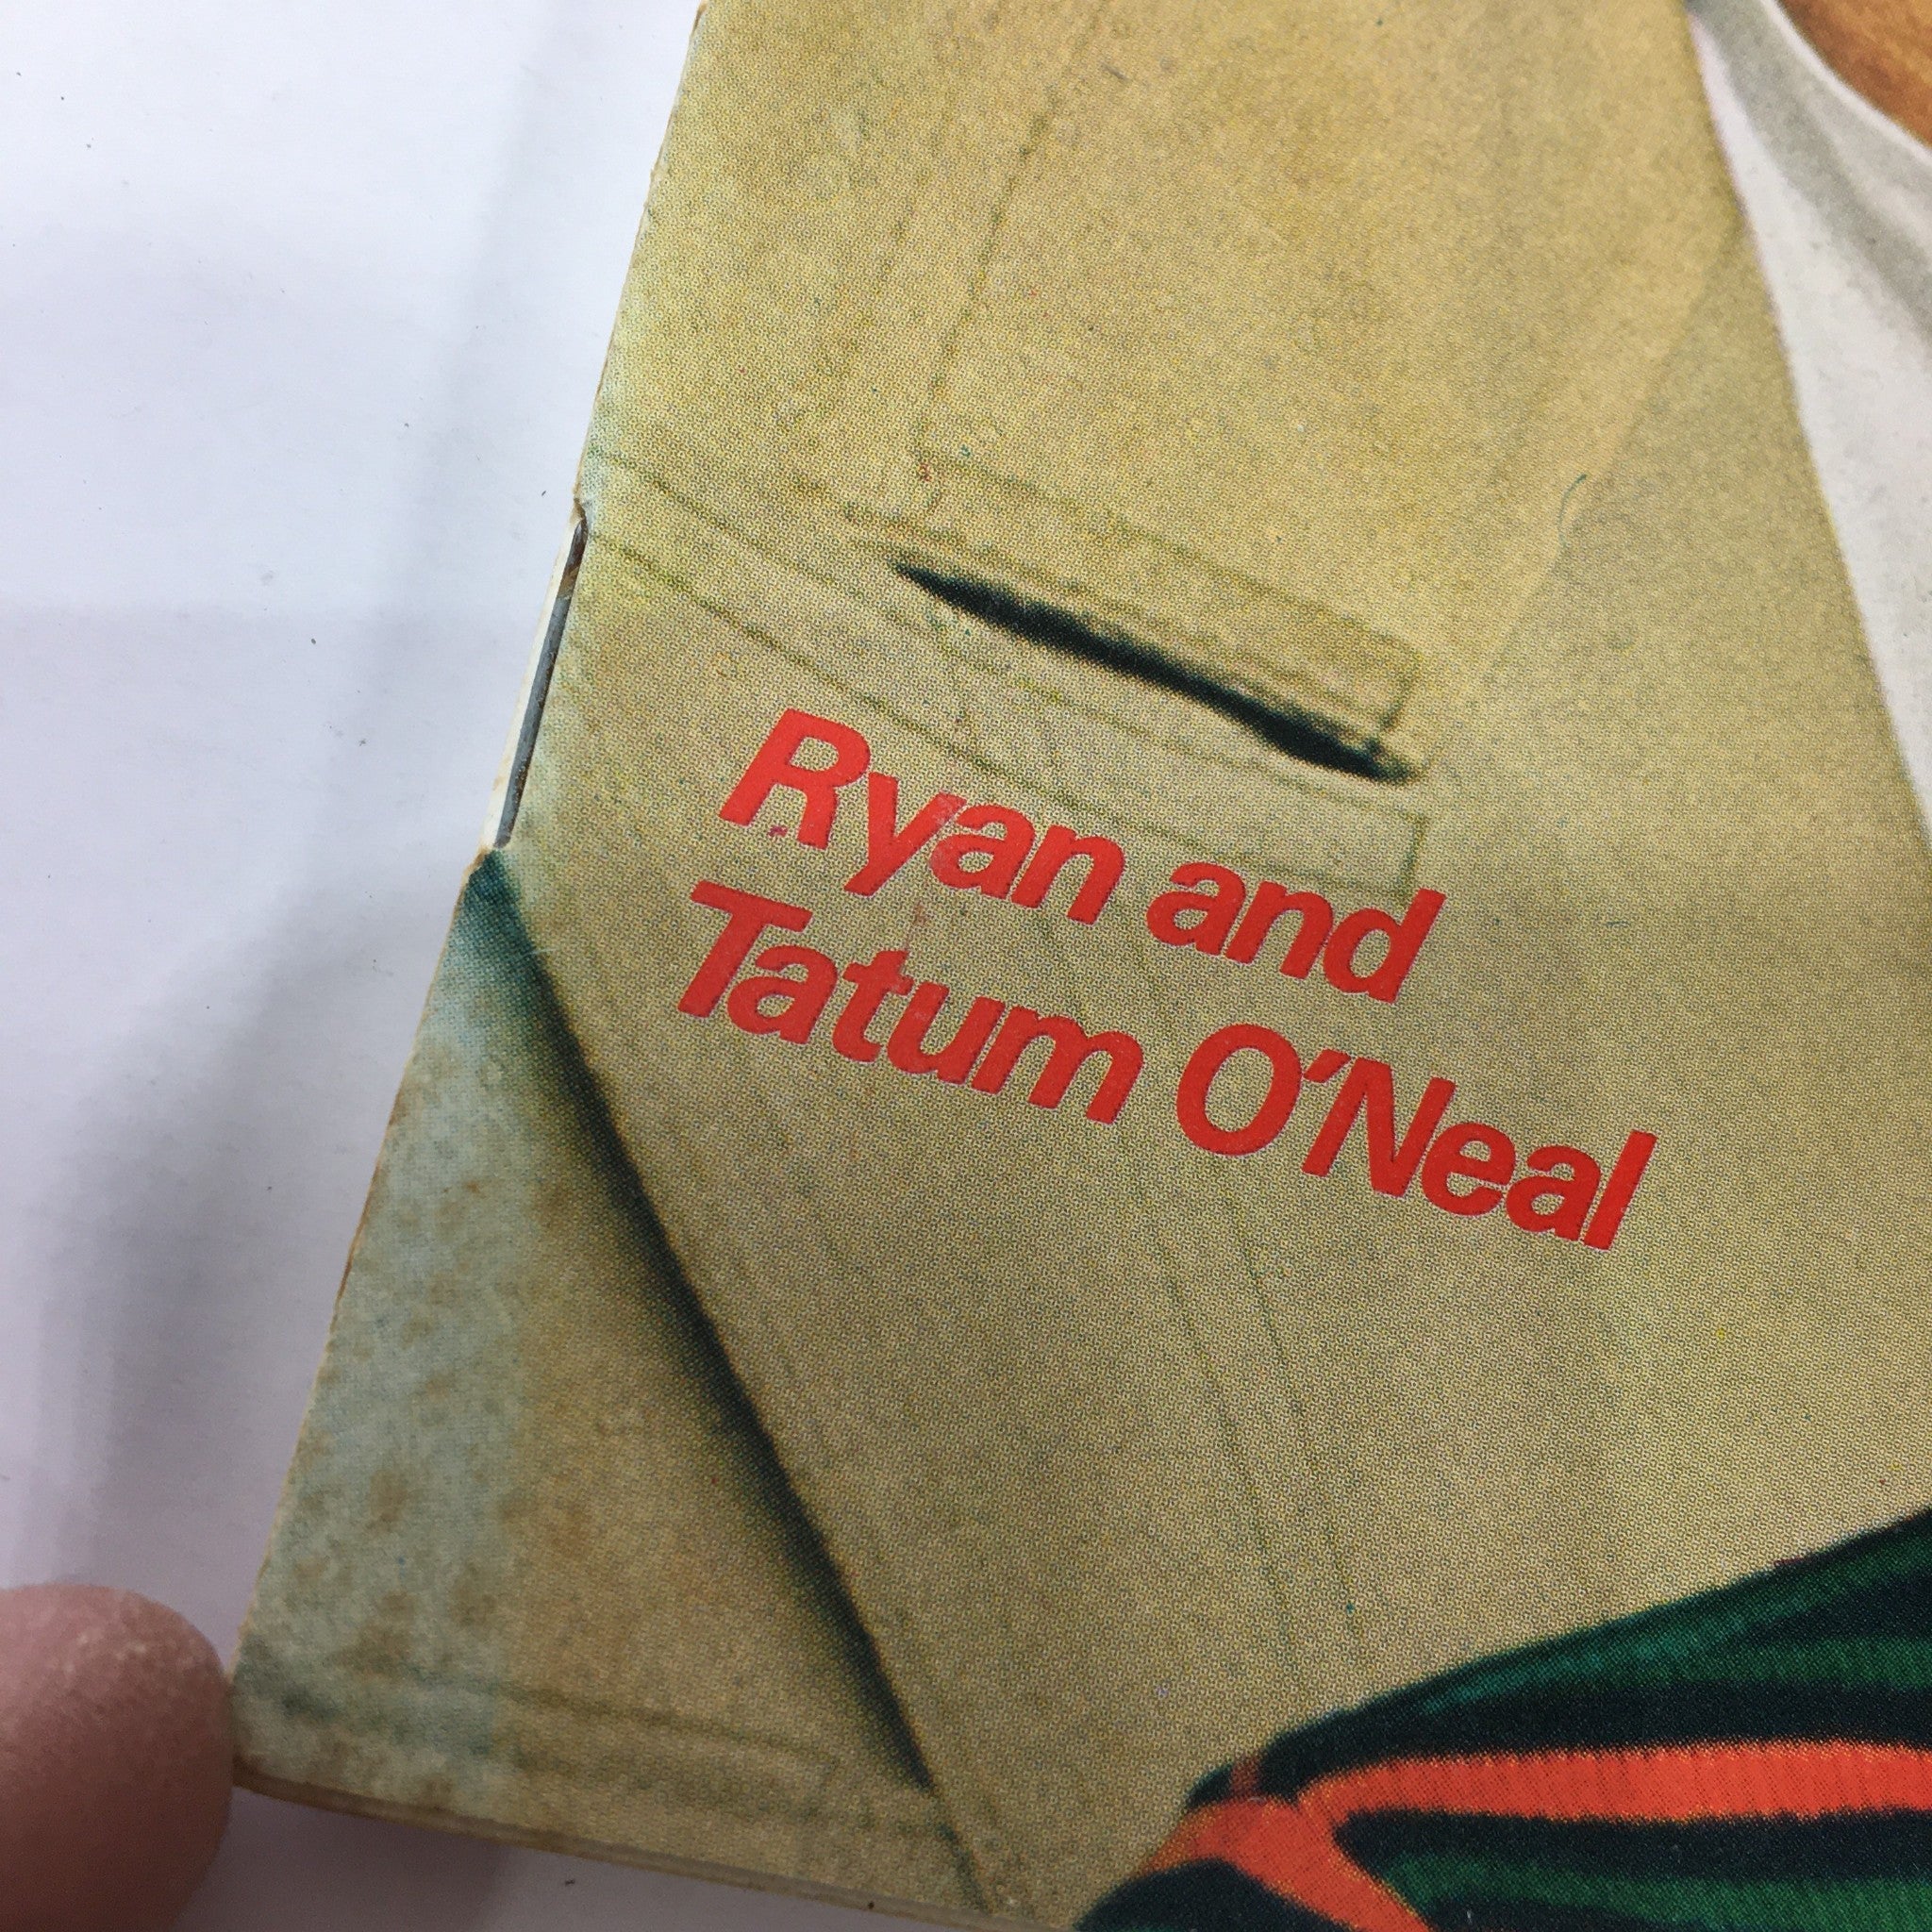 Ryan and
Tatum O'Neal